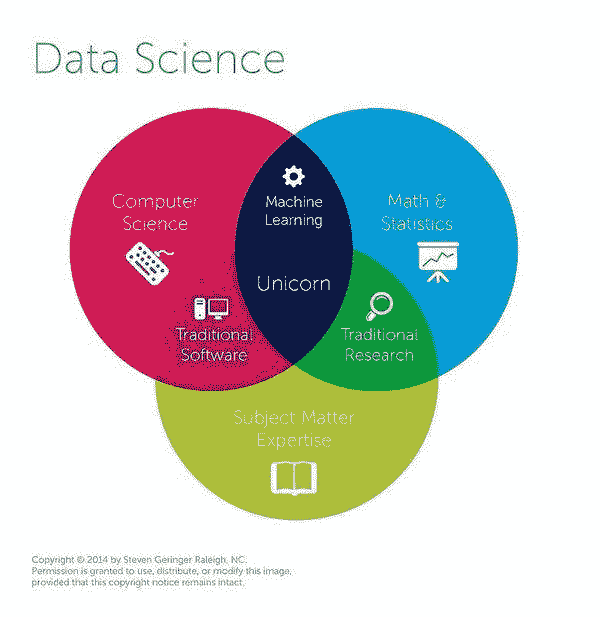 Data Science
Computer
Science
Machine
Learning
Math &
Statistics
Unicorn
Traditional
Software
Traditional
Research
Subject Matter
Expertise
Copyright © 2014 by Steven Geringer Raleigh, NC.
Permission is granted to use, distribute, or modify this image,
provided that this copyright notice remains intact.